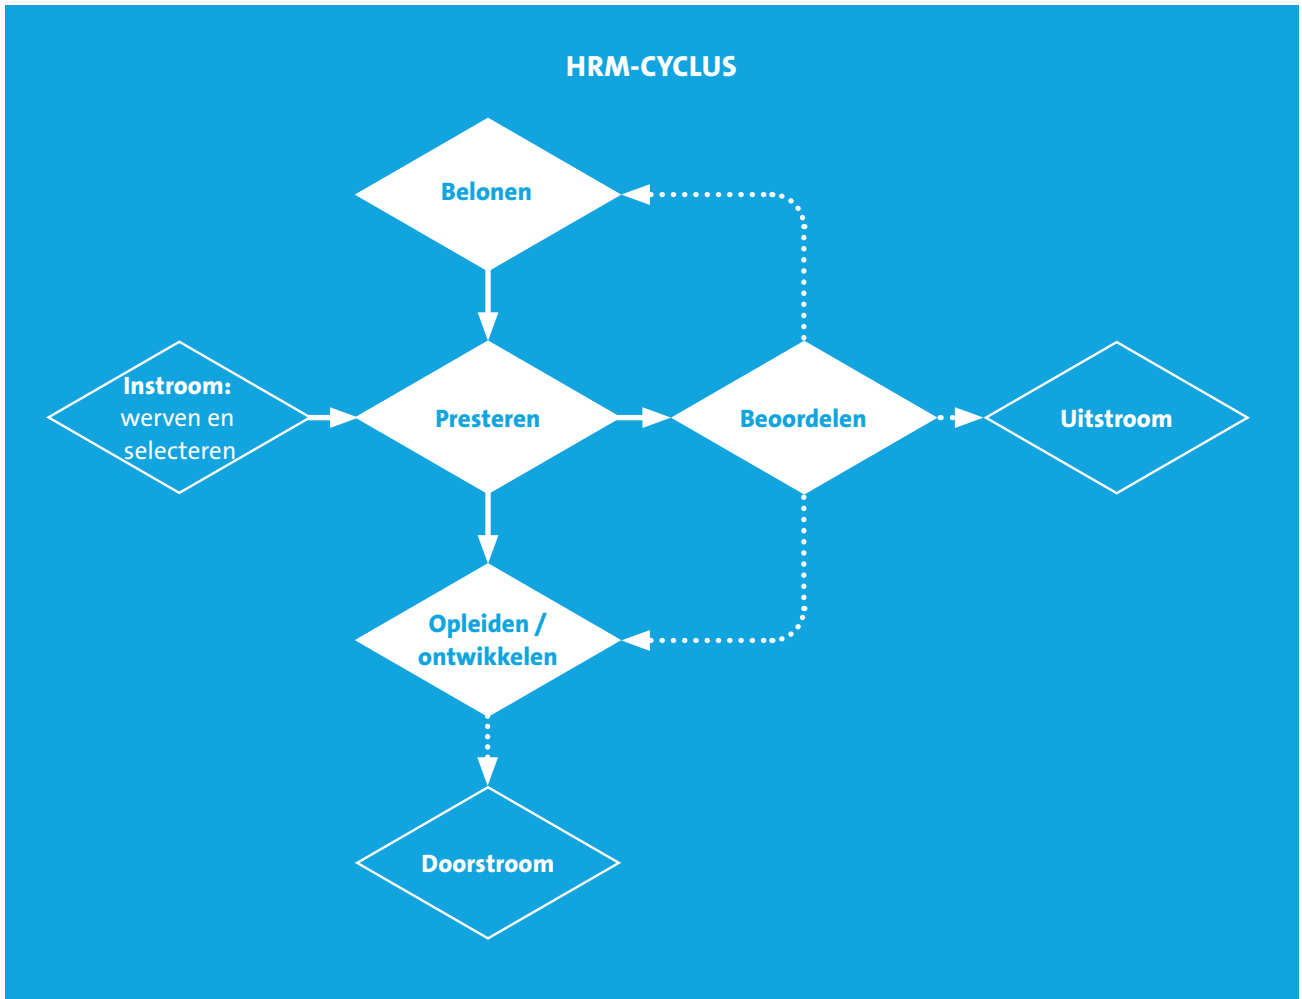 HRM-CYCLUS
Belonen
Instroom:
werven en
selecteren
Presteren
Beoordelen
Uitstroom
Opleiden /
ontwikkelen
Doorstroom